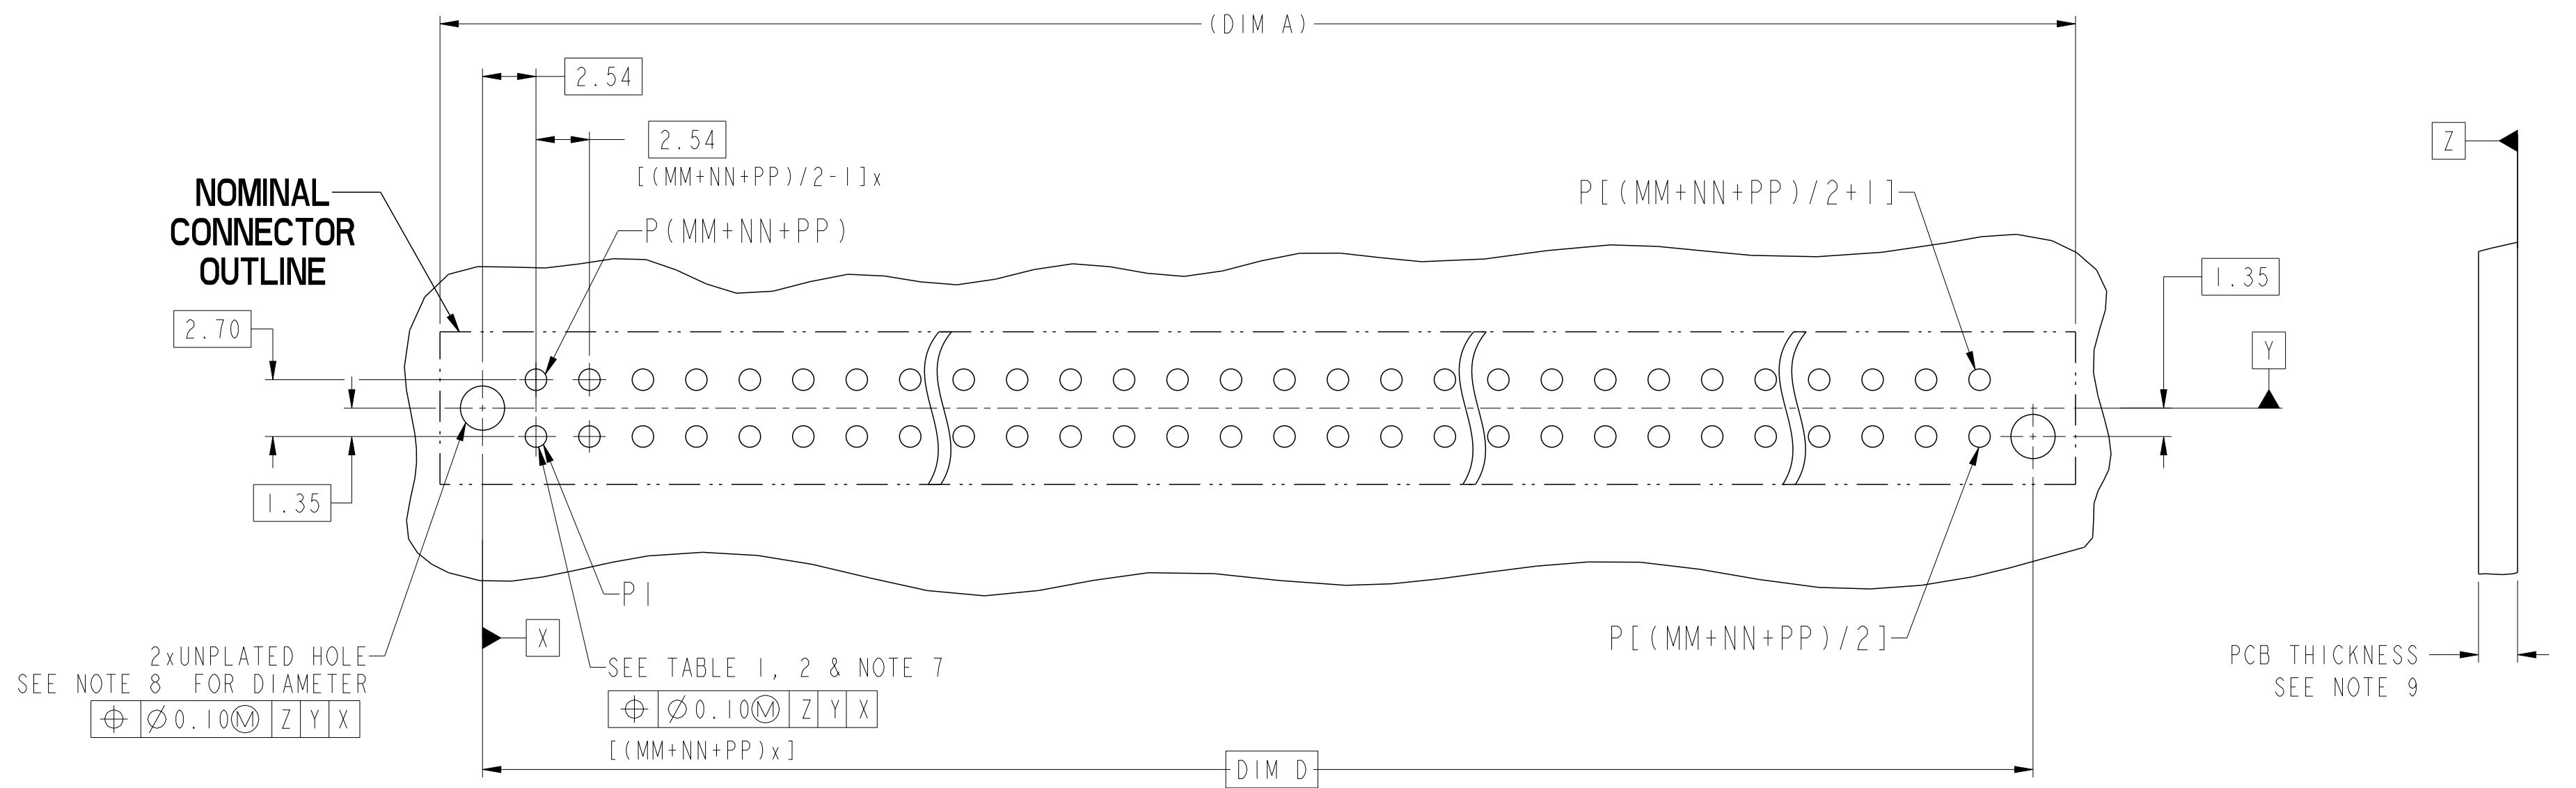 (DIM A)
2.54
2.54
[(MM+NN+PP)/2-1]x
NOMINAL
CONNECTOR
OUTLINE
P(MM+NN+PP)
P[(MM+NN+PP)/2+1]
Z
2.70
1.35
Y
1.35
P1
X
P[(MM+NN+PP)/2]
2xUNPLATED HOLE
SEE NOTE 8 FOR DIAMETER
⌖ ⌀0.10Ⓜ Z Y X
SEE TABLE 1, 2 & NOTE 7
⌖ ⌀0.10Ⓜ Z Y X
[(MM+NN+PP)x]
PCB THICKNESS
SEE NOTE 9
DIM D